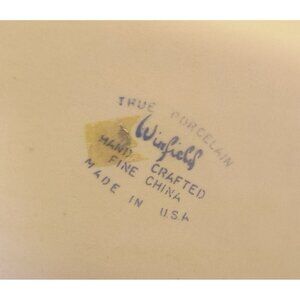 TRUE PORCELAIN
Winfield
HAND CRAFTED
FINE CHINA
MADE IN U.S.A